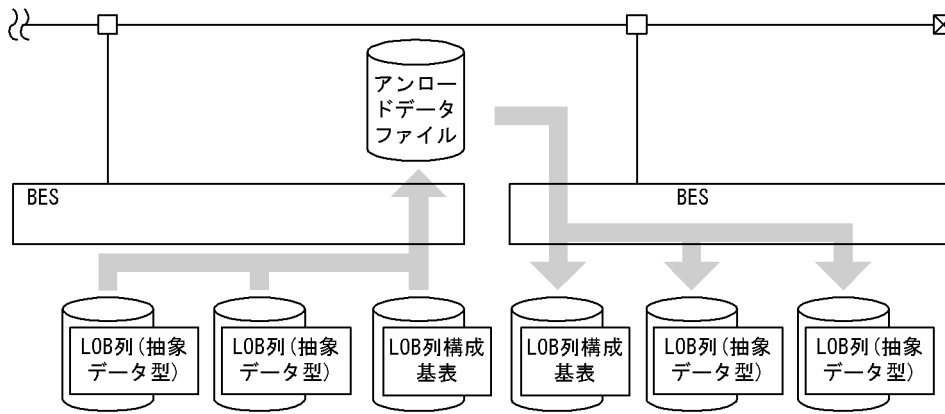 アンロー
ドデータ
ファイル
BES
BES
LOB列(抽象
データ型)
LOB列(抽象
データ型)
LOB列構成
基表
LOB列構成
基表
LOB列(抽象
データ型)
LOB列(抽象
データ型)